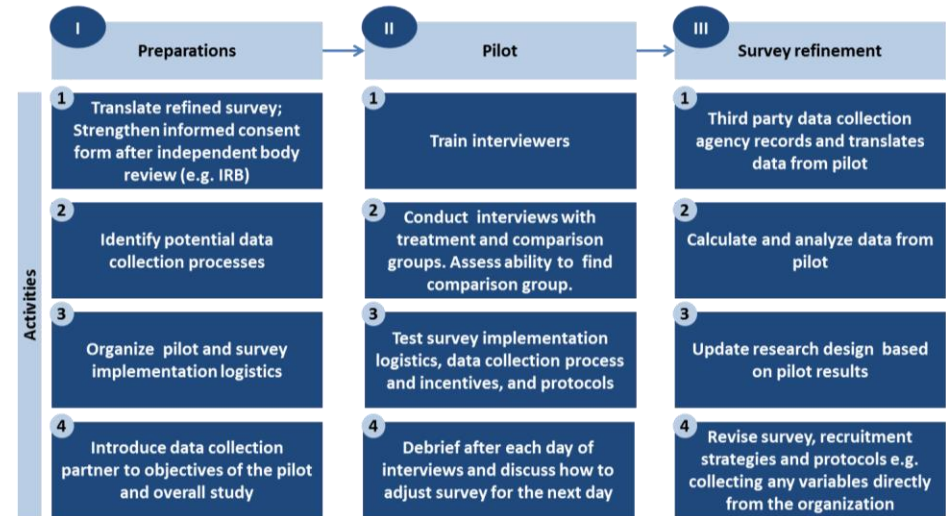 I
Preparations
II
Pilot
III
Survey refinement
Activities
1
Translate refined survey;
Strengthen informed consent
form after independent body
review (e.g. IRB)
2
Identify potential data
collection processes
3
Organize pilot and survey
implementation logistics
4
Introduce data collection
partner to objectives of the pilot
and overall study
1
Train interviewers
2
Conduct interviews with
treatment and comparison
groups. Assess ability to find
comparison group.
3
Test survey implementation
logistics, data collection process
and incentives, and protocols
4
Debrief after each day of
interviews and discuss how to
adjust survey for the next day
1
Third party data collection
agency records and translates
data from pilot
2
Calculate and analyze data from
pilot
3
Update research design based
on pilot results
4
Revise survey, recruitment
strategies and protocols e.g.
collecting any variables directly
from the organization